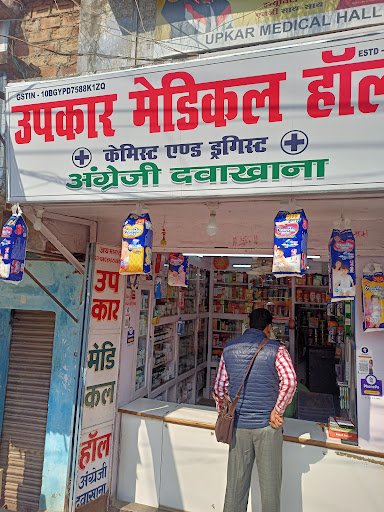 UPKAR MEDICAL HALL
GSTIN - 10BGYPD7588K1ZQ
ESTD -
उपकार मेडिकल हॉल
केमिस्ट एण्ड ड्रगिस्ट
अंग्रेजी दवाखाना
उप
कार
मेडि
कल
हॉल
अंग्रेजी
दवाखाना